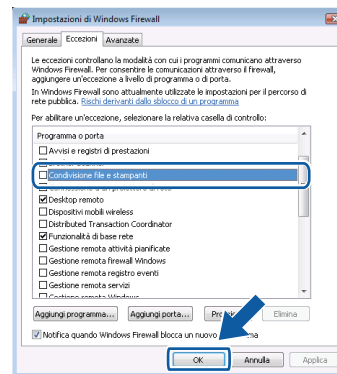 Impostazioni di Windows Firewall
Generale Eccezioni Avanzate
Le eccezioni controllano la modalità con cui i programmi comunicano attraverso
Windows Firewall. Per consentire le comunicazioni attraverso il firewall,
aggiungere un'eccezione a livello di programma o di porta.
In Windows Firewall sono attualmente utilizzate le impostazioni per il percorso di
rete pubblica. Rischi derivanti dallo sblocco di un programma
Per abilitare un'eccezione, selezionare la relativa casella di controllo:
Programma o porta
Avvisi e registri di prestazioni
Condivisione file e stampanti
Desktop remoto
Dispositivi mobili wireless
Distributed Transaction Coordinator
Funzionalità di base rete
Gestione remota attività pianificate
Gestione remota firewall Windows
Gestione remota registro eventi
Gestione remota servizi
Gestione remota Windows
Aggiungi programma... Aggiungi porta... Elimina
Notifica quando Windows Firewall blocca un nuovo
OK Annulla Applica